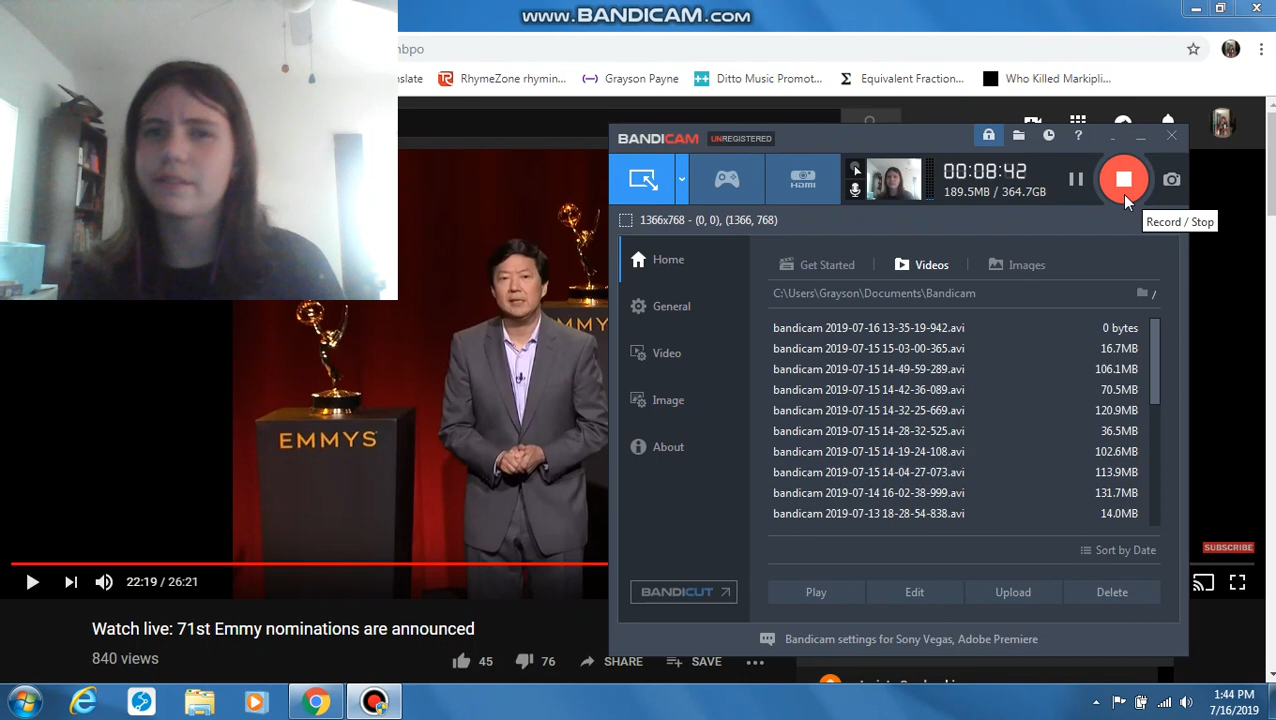 www.BANDICAM.com
nbpo
nslate
RhymeZone rhymin...
Grayson Payne
Ditto Music Promot...
Equivalent Fraction...
Who Killed Markipli...
BANDICAM
UNREGISTERED
HDMI
00:08:42
189.5MB / 364.7GB
Record / Stop
1366x768 - (0, 0), (1366, 768)
Home
General
Video
Image
About
Get Started
Videos
Images
C:\Users\Grayson\Documents\Bandicam
/
bandicam 2019-07-16 13-35-19-942.avi 0 bytes
bandicam 2019-07-15 15-03-00-365.avi 16.7MB
bandicam 2019-07-15 14-49-59-289.avi 106.1MB
bandicam 2019-07-15 14-42-36-089.avi 70.5MB
bandicam 2019-07-15 14-32-25-669.avi 120.9MB
bandicam 2019-07-15 14-28-32-525.avi 36.5MB
bandicam 2019-07-15 14-19-24-108.avi 102.6MB
bandicam 2019-07-15 14-04-27-073.avi 113.9MB
bandicam 2019-07-14 16-02-38-999.avi 131.7MB
bandicam 2019-07-13 18-28-54-838.avi 14.0MB
Sort by Date
BANDICUT
Play
Edit
Upload
Delete
Bandicam settings for Sony Vegas, Adobe Premiere
EMMYS
SUBSCRIBE
22:19 / 26:21
Watch live: 71st Emmy nominations are announced
840 views
45
76
SHARE
SAVE
1:44 PM
7/16/2019